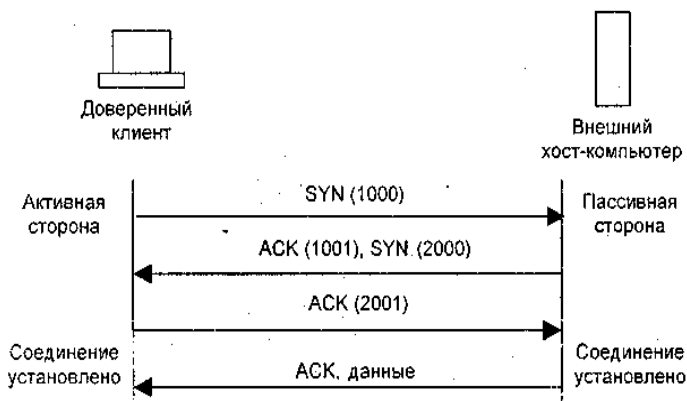 Доверенный
клиент
Внешний
хост-компьютер
Активная
сторона
SYN (1000)
Пассивная
сторона
ACK (1001), SYN (2000)
ACK (2001)
Соединение
установлено
ACK, данные
Соединение
установлено